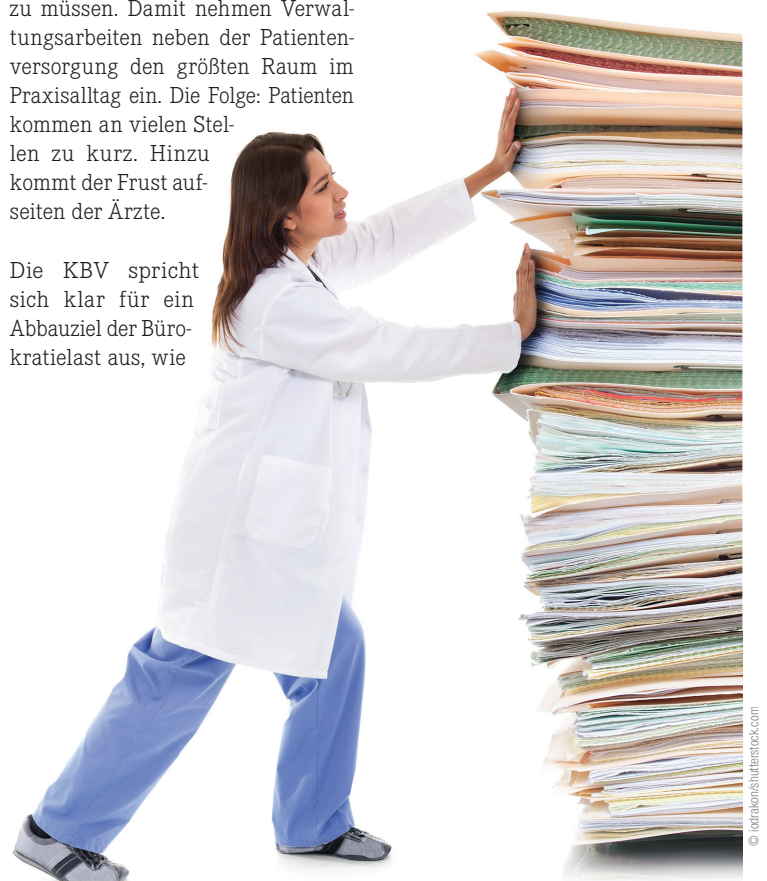 zu müssen. Damit nehmen Verwal-
tungsarbeiten neben der Patienten-
versorgung den größten Raum im
Praxisalltag ein. Die Folge: Patienten
kommen an vielen Stel-
len zu kurz. Hinzu
kommt der Frust auf-
seiten der Ärzte.
Die KBV spricht
sich klar für ein
Abbauziel der Büro-
kratielast aus, wie
© iodrakon/shutterstock.com